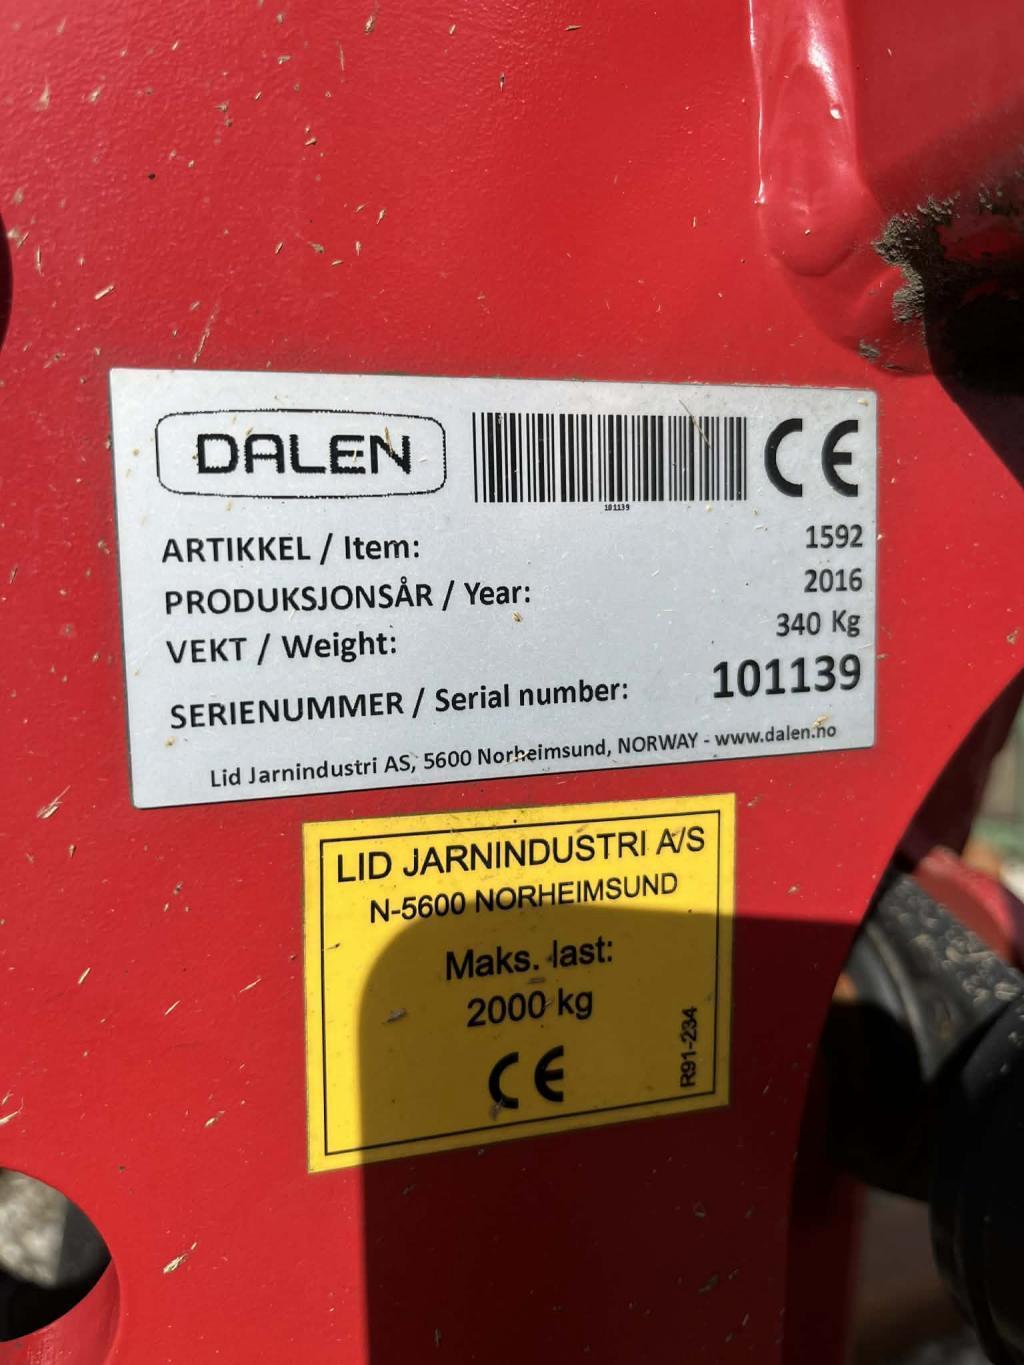 DALEN
101139
CE
ARTIKKEL / Item: 1592
PRODUKSJONSÅR / Year: 2016
VEKT / Weight: 340 Kg
SERIENUMMER / Serial number: 101139
Lid Jarnindustri AS, 5600 Norheimsund, NORWAY - www.dalen.no
LID JARNINDUSTRI A/S
N-5600 NORHEIMSUND
Maks. last:
2000 kg
CE
R91-234